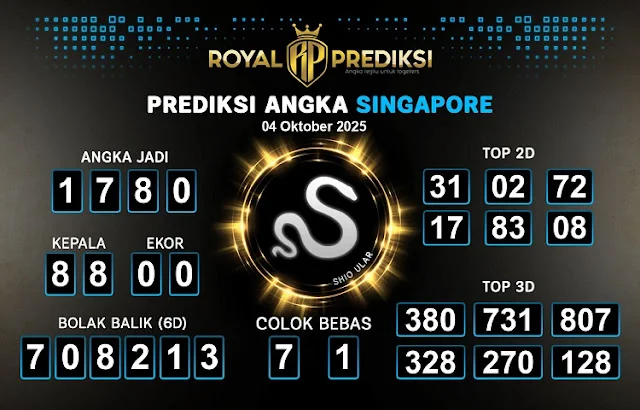 ROYAL RP PREDIKSI
PREDIKSI ANGKA SINGAPORE
04 Oktober 2025
ANGKA JADI
1 7 8 0
KEPALA EKOR
8 8 0 0
BOLAK BALIK (6D)
7 0 8 2 1 3
SHIO ULAR
COLOK BEBAS
7 1
TOP 2D
31 02 72
17 83 08
TOP 3D
380 731 807
328 270 128